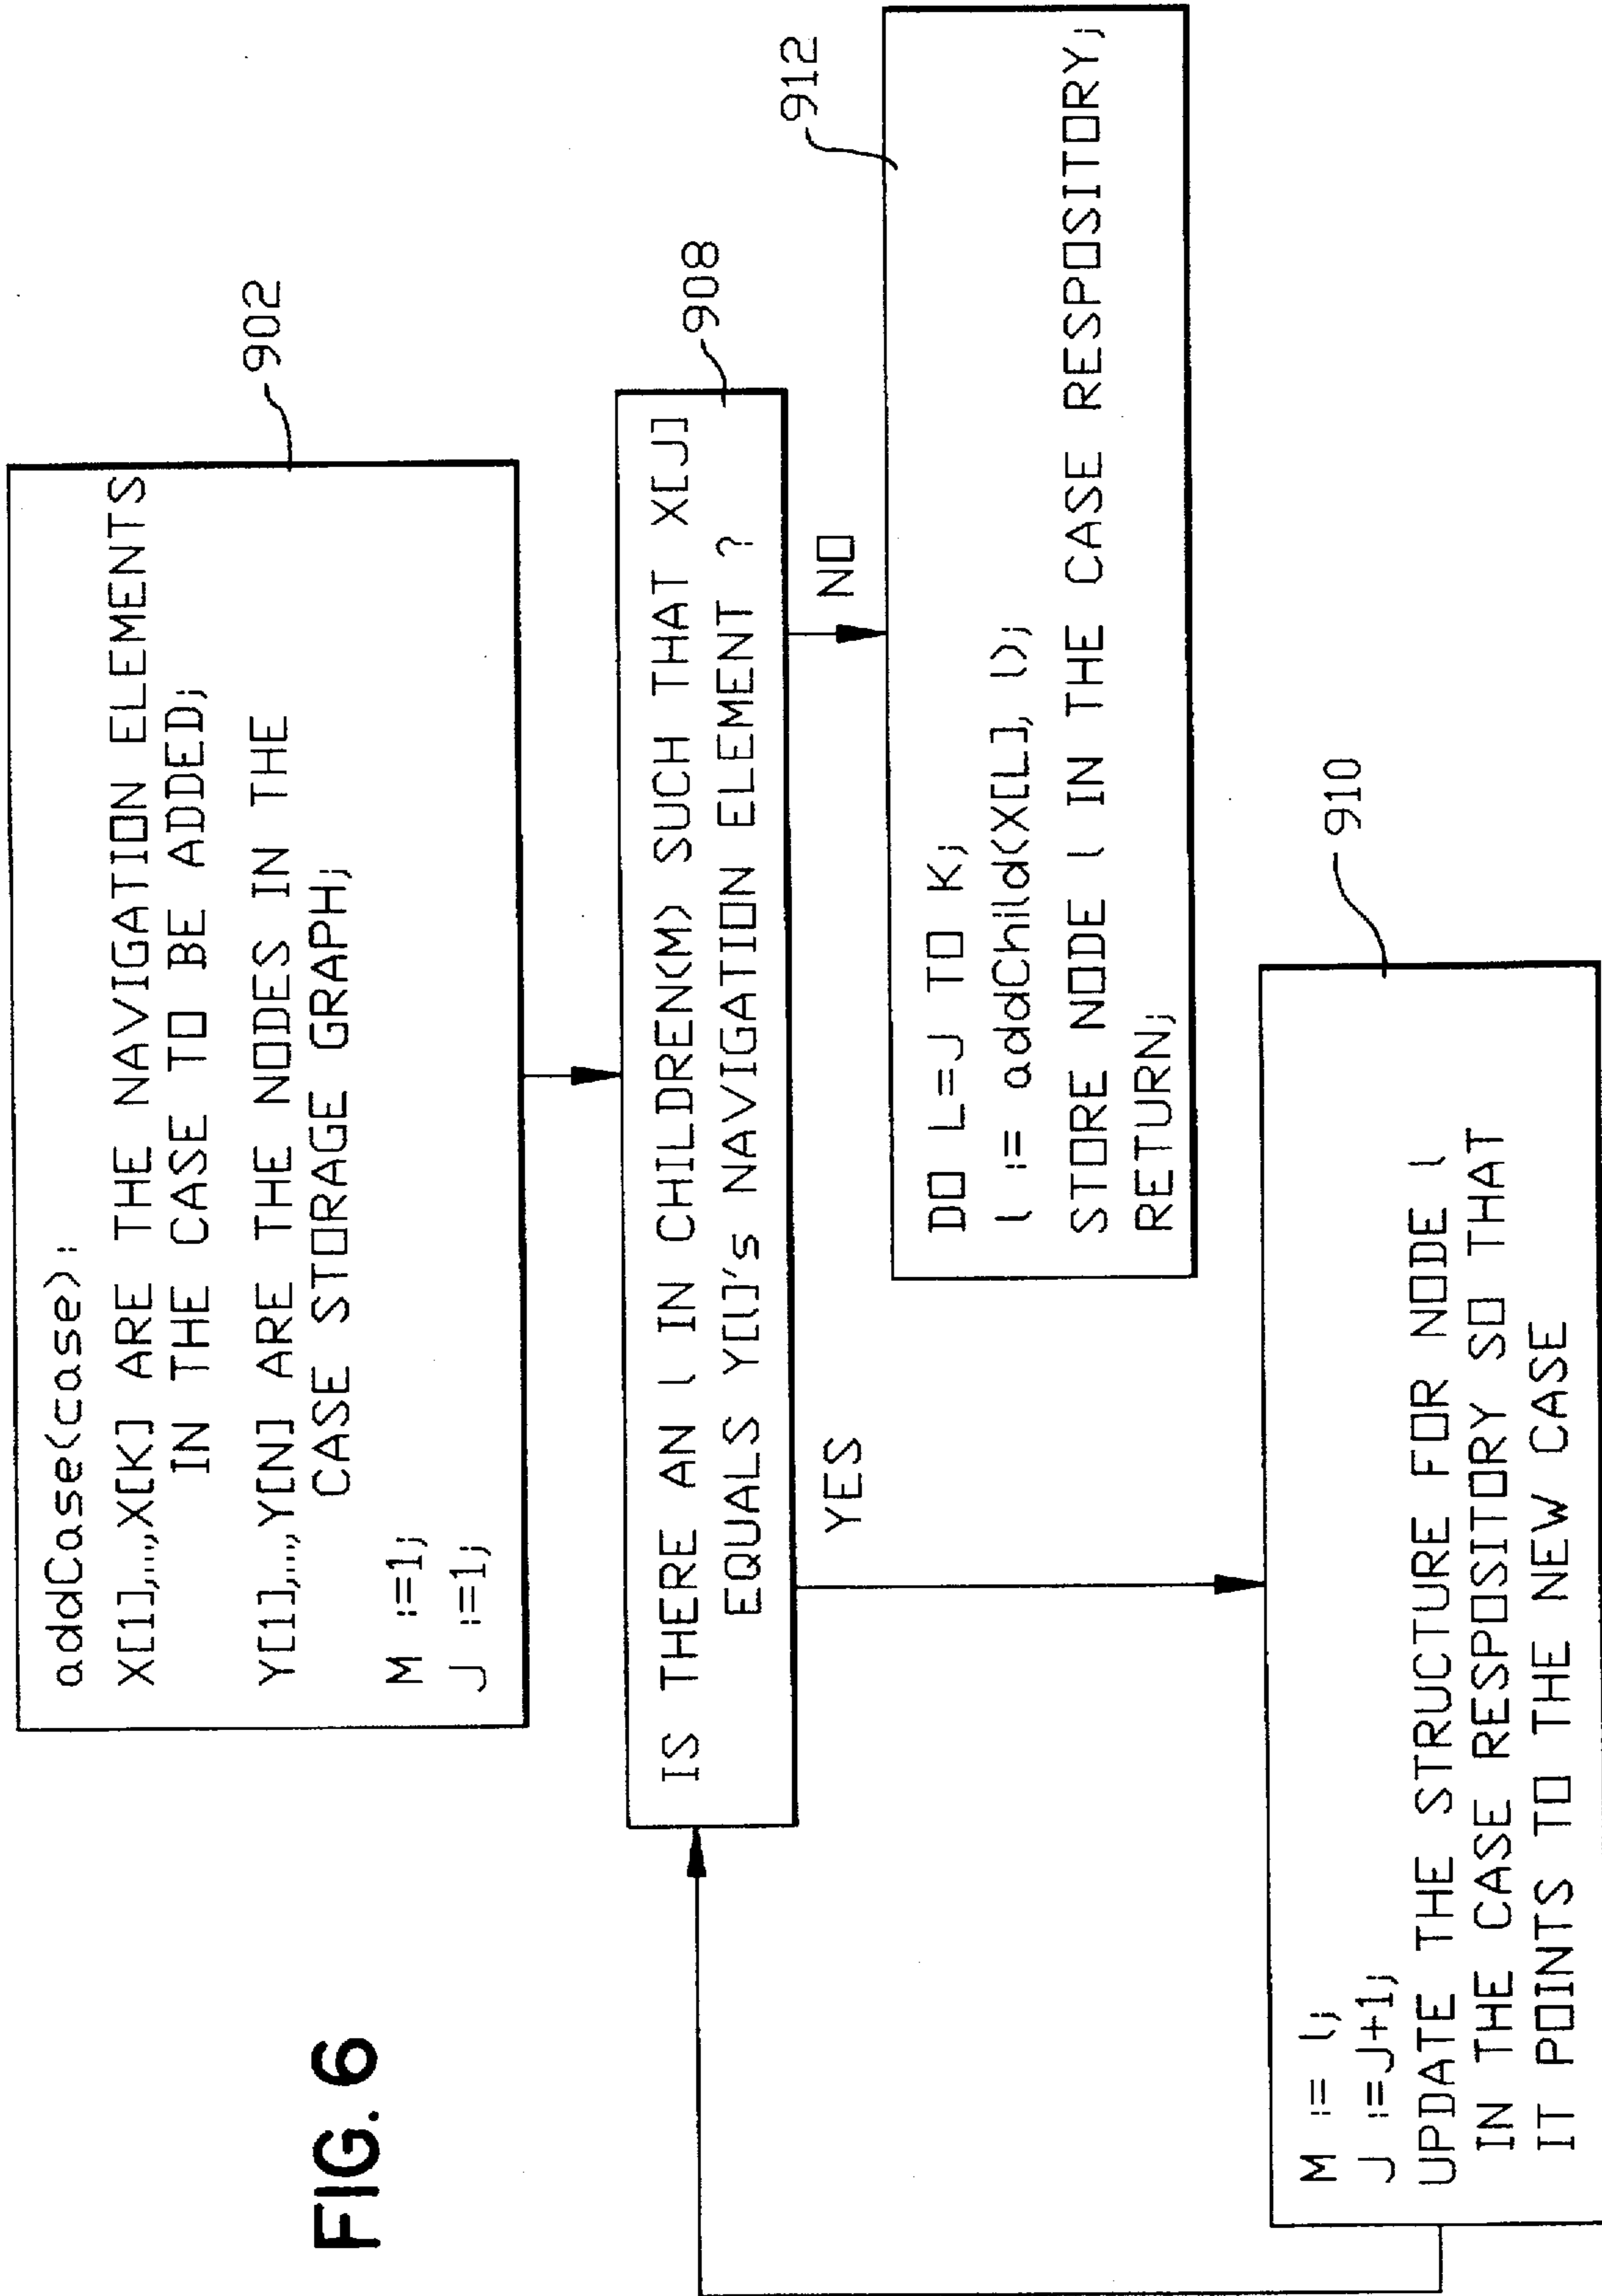 addCase(case):
X[1],...,X[K] ARE THE NAVIGATION ELEMENTS
IN THE CASE TO BE ADDED;
Y[1],...,Y[N] ARE THE NODES IN THE
CASE STORAGE GRAPH;
M :=1;
J :=1;
902
IS THERE AN l IN CHILDREN(M) SUCH THAT X[J]
EQUALS Y[l]'s NAVIGATION ELEMENT ?
908
YES
NO
DO L=J TO K;
l := addChild(X[L], l);
STORE NODE l IN THE CASE RESPOSITORY;
RETURN;
912
M := l;
J :=J+1;
UPDATE THE STRUCTURE FOR NODE l
IN THE CASE RESPOSITORY SO THAT
IT POINTS TO THE NEW CASE
910
FIG. 6